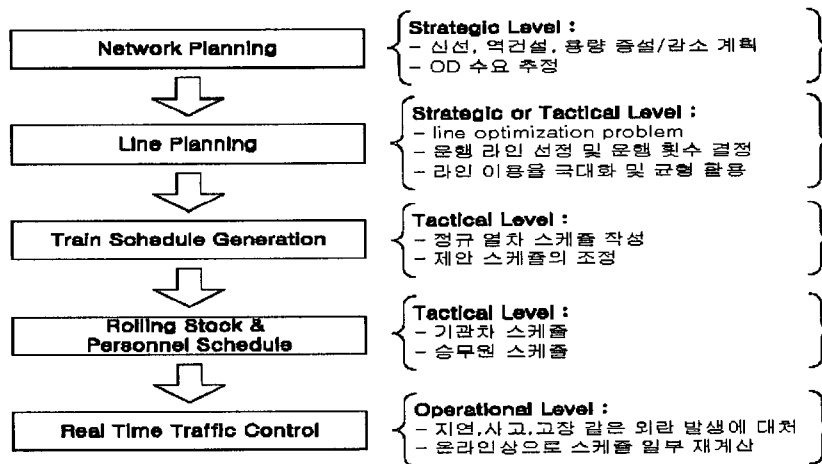 Network Planning
Strategic Level :
- 신선, 역건설, 용량 증설/감소 계획
- OD 수요 추정
Line Planning
Strategic or Tactical Level :
- line optimization problem
- 운행 라인 선정 및 운행 횟수 결정
- 라인 이용율 극대화 및 균형 활용
Train Schedule Generation
Tactical Level :
- 정규 열차 스케쥴 작성
- 제안 스케쥴의 조정
Rolling Stock &
Personnel Schedule
Tactical Level :
- 기관차 스케쥴
- 승무원 스케쥴
Real Time Traffic Control
Operational Level :
- 지연,사고,고장 같은 외란 발생에 대처
- 온라인상으로 스케쥴 일부 재계산